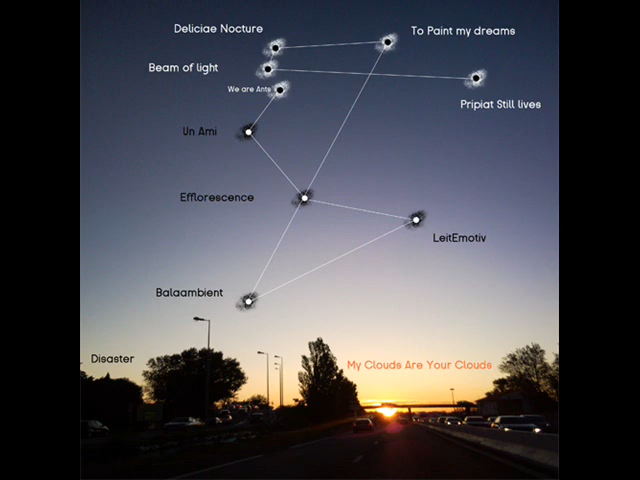 Deliciae Nocture
To Paint my dreams
Beam of light
We are Ants
Pripiat Still lives
Un Ami
Efflorescence
LeitEmotiv
Balaambient
Disaster
My Clouds Are Your Clouds